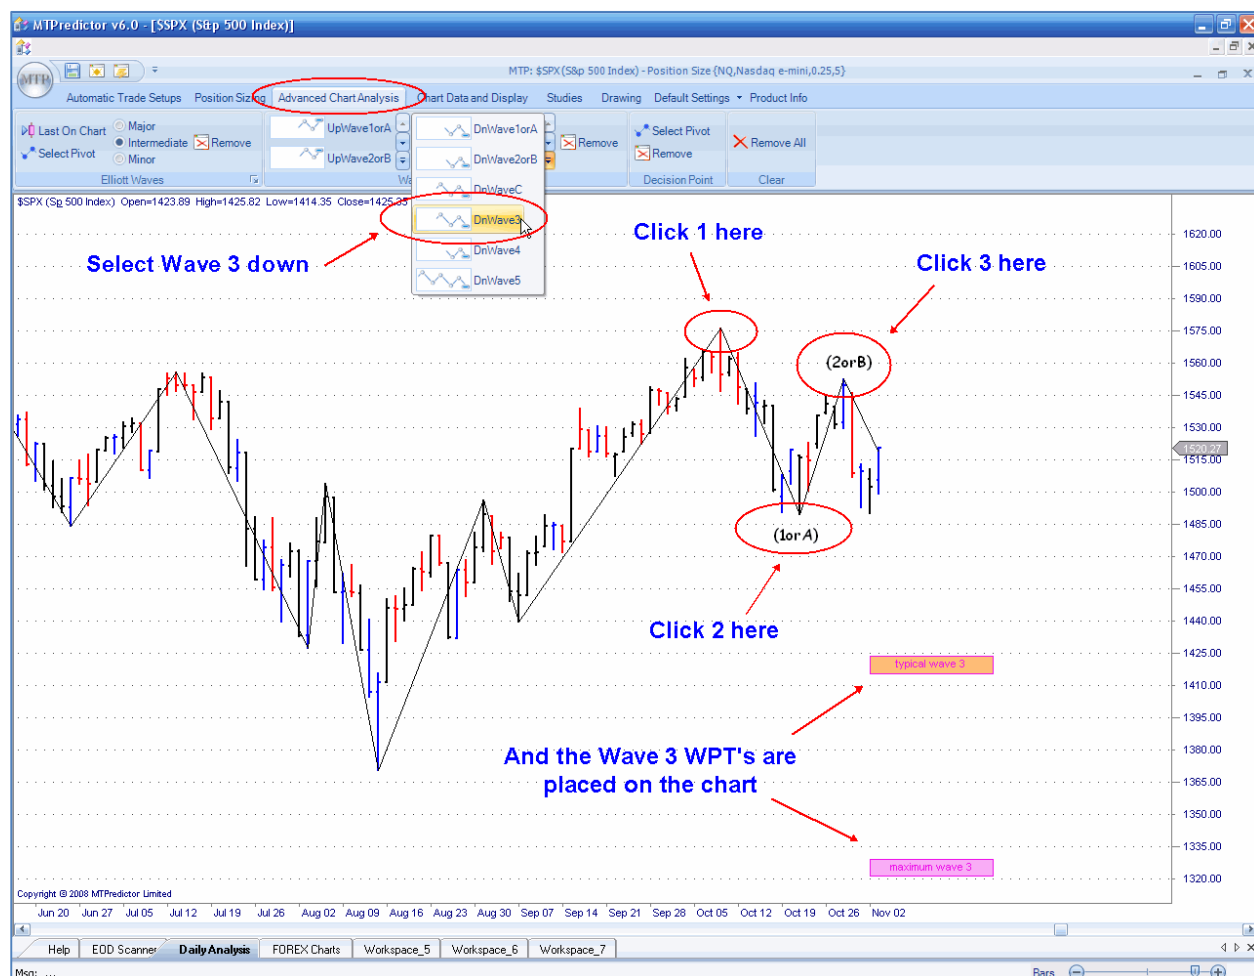 MTPredictor v6.0 - [$SPX (S&p 500 Index)]
MTP
MTP: $SPX(S&p 500 Index) - Position Size {NQ,Nasdaq e-mini,0.25,5}
Automatic Trade Setups Position Sizing Advanced Chart Analysis Chart Data and Display Studies Drawing Default Settings Product Info
Last On Chart Major Remove
Select Pivot Intermediate
Minor
Elliott Waves
UpWave1orA
UpWave2orB
DnWave1orA
DnWave2orB
DnWaveC
DnWave3
DnWave4
DnWave5
Remove
Select Pivot
Remove
Decision Point
Remove All
Clear
$SPX (Sp 500 Index) Open=1423.89 High=1425.82 Low=1414.35 Close=1425.35
Select Wave 3 down
Click 1 here
Click 3 here
(2orB)
(1orA)
Click 2 here
typical wave 3
And the Wave 3 WPT's are
placed on the chart
maximum wave 3
1620.00
1605.00
1590.00
1575.00
1560.00
1545.00
1530.00
1520.27
1515.00
1500.00
1485.00
1470.00
1455.00
1440.00
1425.00
1410.00
1395.00
1380.00
1365.00
1350.00
1335.00
1320.00
Copyright © 2008 MTPredictor Limited
Jun 20 Jun 27 Jul 05 Jul 12 Jul 19 Jul 26 Aug 02 Aug 09 Aug 16 Aug 23 Aug 30 Sep 07 Sep 14 Sep 21 Sep 28 Oct 05 Oct 12 Oct 19 Oct 26 Nov 02
Help EOD Scanner Daily Analysis FOREX Charts Workspace_5 Workspace_6 Workspace_7
Msg: ...
Bars